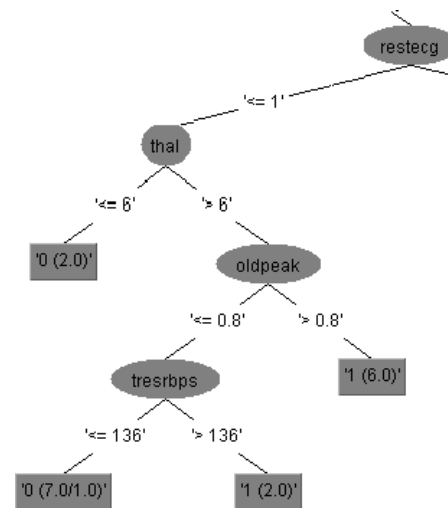 restecg
'<= 1'
thal
'<= 6' '> 6'
'0 (2.0)' oldpeak
'<= 0.8' '> 0.8'
tresrbps '1 (6.0)'
'<= 136' '> 136'
'0 (7.0/1.0)' '1 (2.0)'